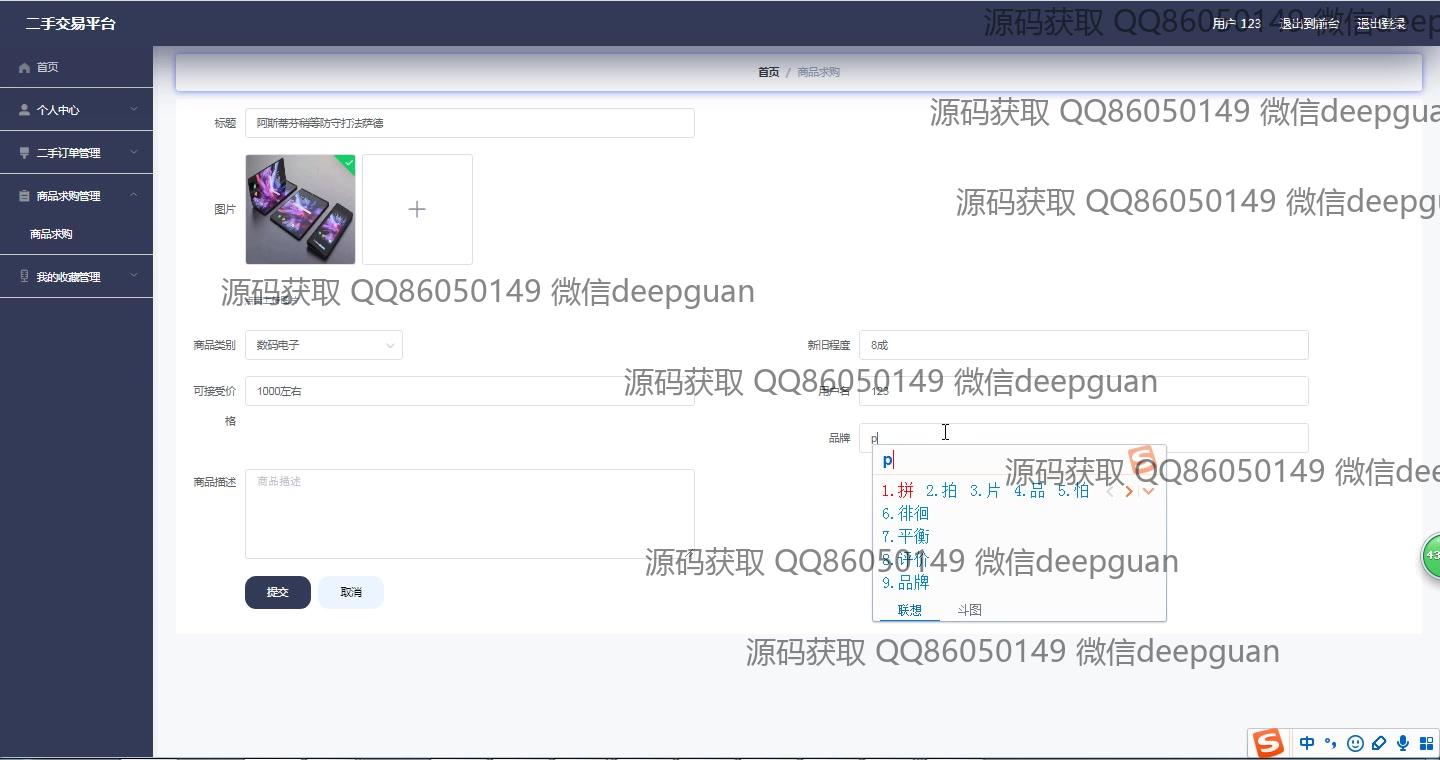 二手交易平台
用户 123 退出到前台 退出登录
源码获取 QQ86050149 微信deep
首页
个人中心
二手订单管理
商品求购管理
商品求购
我的收藏管理
首页 / 商品求购
源码获取 QQ86050149 微信deepgua
标题 阿斯蒂芬稍等防守打法萨德
图片
源码获取 QQ86050149 微信deepg
源码获取 QQ86050149 微信deepguan
点击上传图片
商品类别 数码电子
新旧程度 8成
可接受价格 1000左右
用户名 123
源码获取 QQ86050149 微信deepguan
品牌 p
p
1.拼 2.拍 3.片 4.品 5.怕
6.徘徊
7.平衡
8.评价
9.品牌
联想 斗图
源码获取 QQ86050149 微信dee
商品描述 商品描述
源码获取 QQ86050149 微信deepguan
提交 取消
43
源码获取 QQ86050149 微信deepguan
S 中